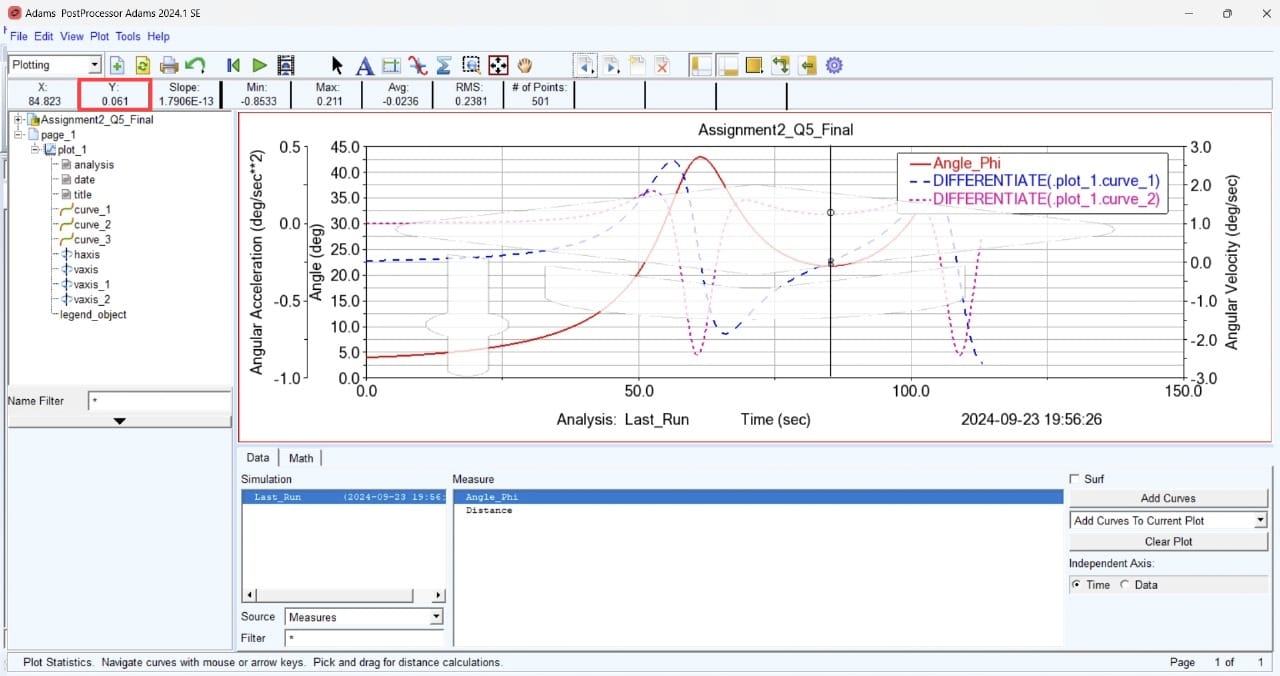 Adams PostProcessor Adams 2024.1 SE
File Edit View Plot Tools Help
Plotting
X: Y: Slope: Min: Max: Avg: RMS: # of Points:
84.823 0.061 1.7906E-13 -0.8533 0.211 -0.0236 0.2381 501
Assignment2_Q5_Final
page_1
plot_1
analysis
date
title
curve_1
curve_2
curve_3
haxis
vaxis
vaxis_1
vaxis_2
legend_object
Name Filter *
Assignment2_Q5_Final
Angular Acceleration (deg/sec**2)
0.5
0.0
-0.5
-1.0
Angle (deg)
45.0
40.0
35.0
30.0
25.0
20.0
15.0
10.0
5.0
0.0
Angle_Phi
DIFFERENTIATE(.plot_1.curve_1)
DIFFERENTIATE(.plot_1.curve_2)
3.0
2.0
1.0
0.0
-1.0
-2.0
-3.0
Angular Velocity (deg/sec)
0.0 50.0 100.0 150.0
Analysis: Last_Run Time (sec) 2024-09-23 19:56:26
Data Math
Simulation
Last_Run (2024-09-23 19:56:
Measure
Angle_Phi
Distance
Surf
Add Curves
Add Curves To Current Plot
Clear Plot
Independent Axis:
Time Data
Source Measures
Filter *
Plot Statistics. Navigate curves with mouse or arrow keys. Pick and drag for distance calculations.
Page 1 of 1